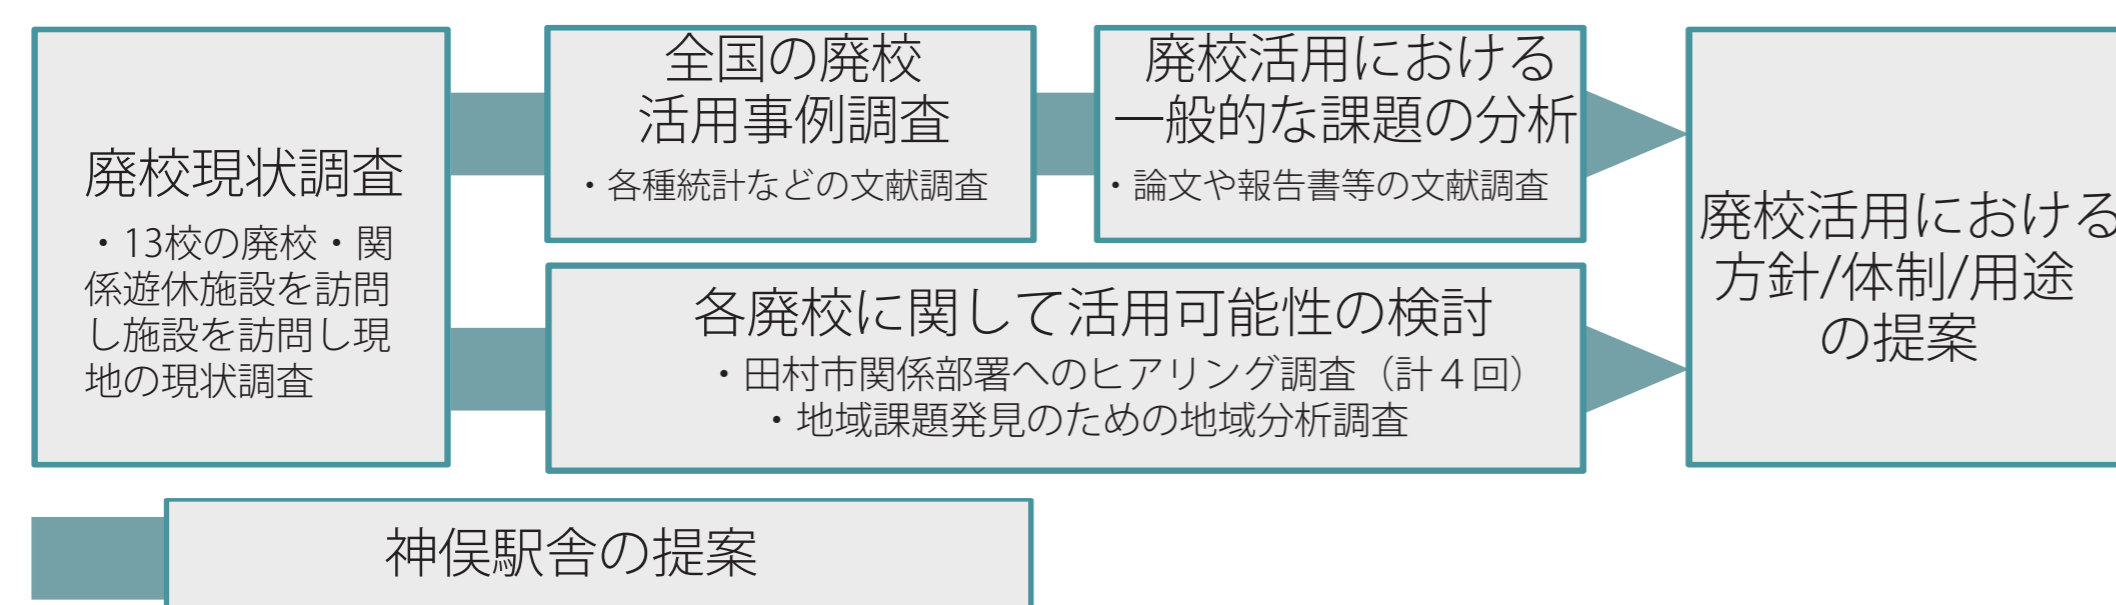 廃校現状調査
・13校の廃校・関
係遊休施設を訪問
し施設を訪問し現
地の現状調査
全国の廃校
活用事例調査
・各種統計などの文献調査
廃校活用における
一般的な課題の分析
・論文や報告書等の文献調査
各廃校に関して活用可能性の検討
・田村市関係部署へのヒアリング調査（計４回）
・地域課題発見のための地域分析調査
廃校活用における
方針/体制/用途
の提案
神俣駅舎の提案